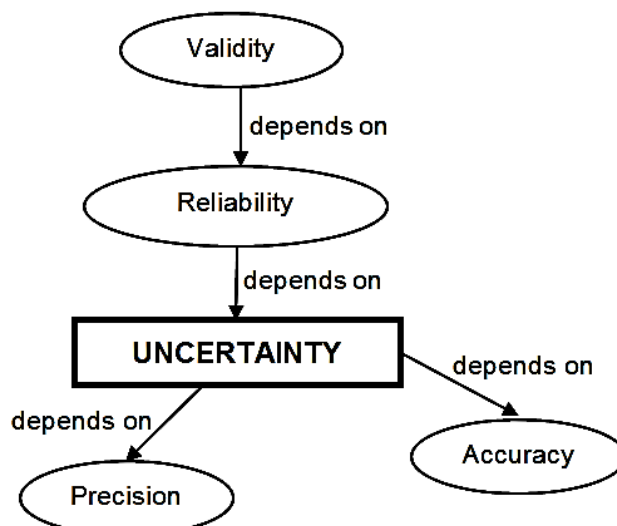 Validity
depends on
Reliability
depends on
UNCERTAINTY
depends on
depends on
Accuracy
Precision